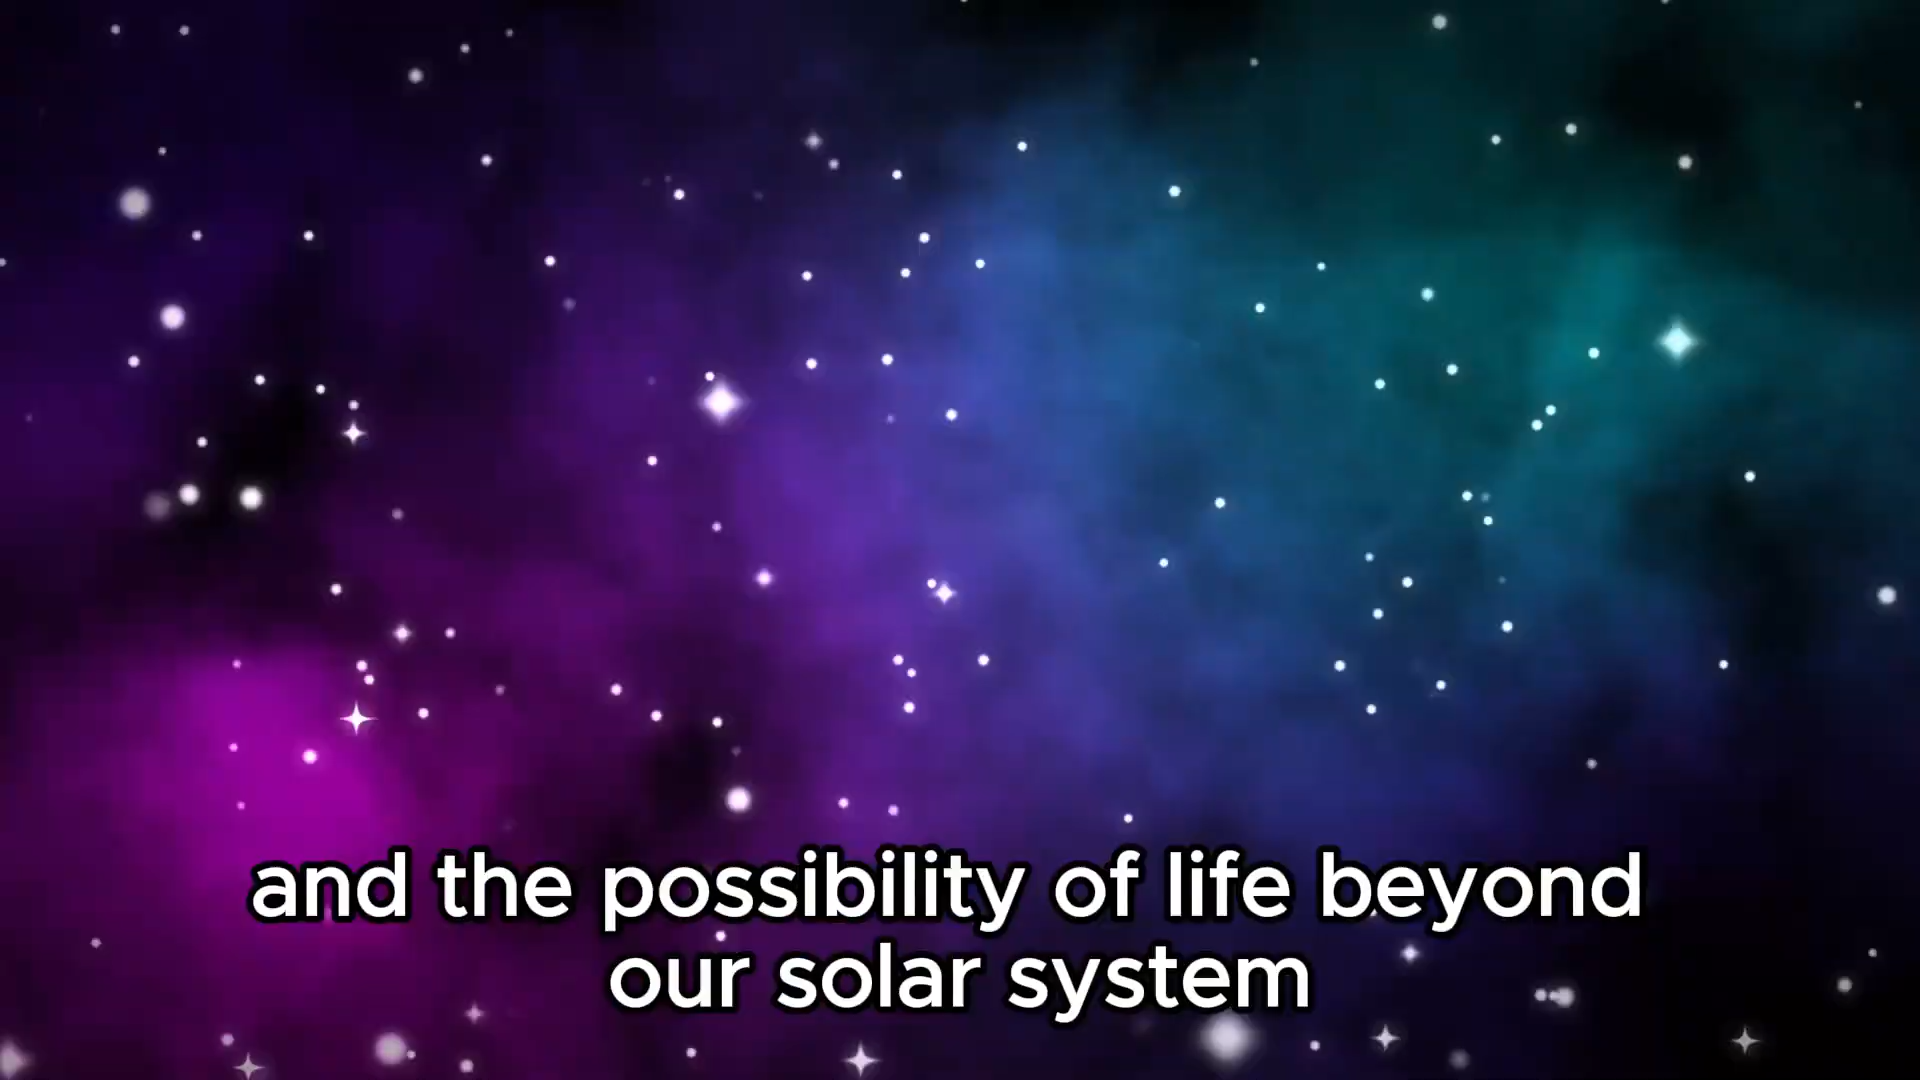 and the possibility of life beyond
our solar system